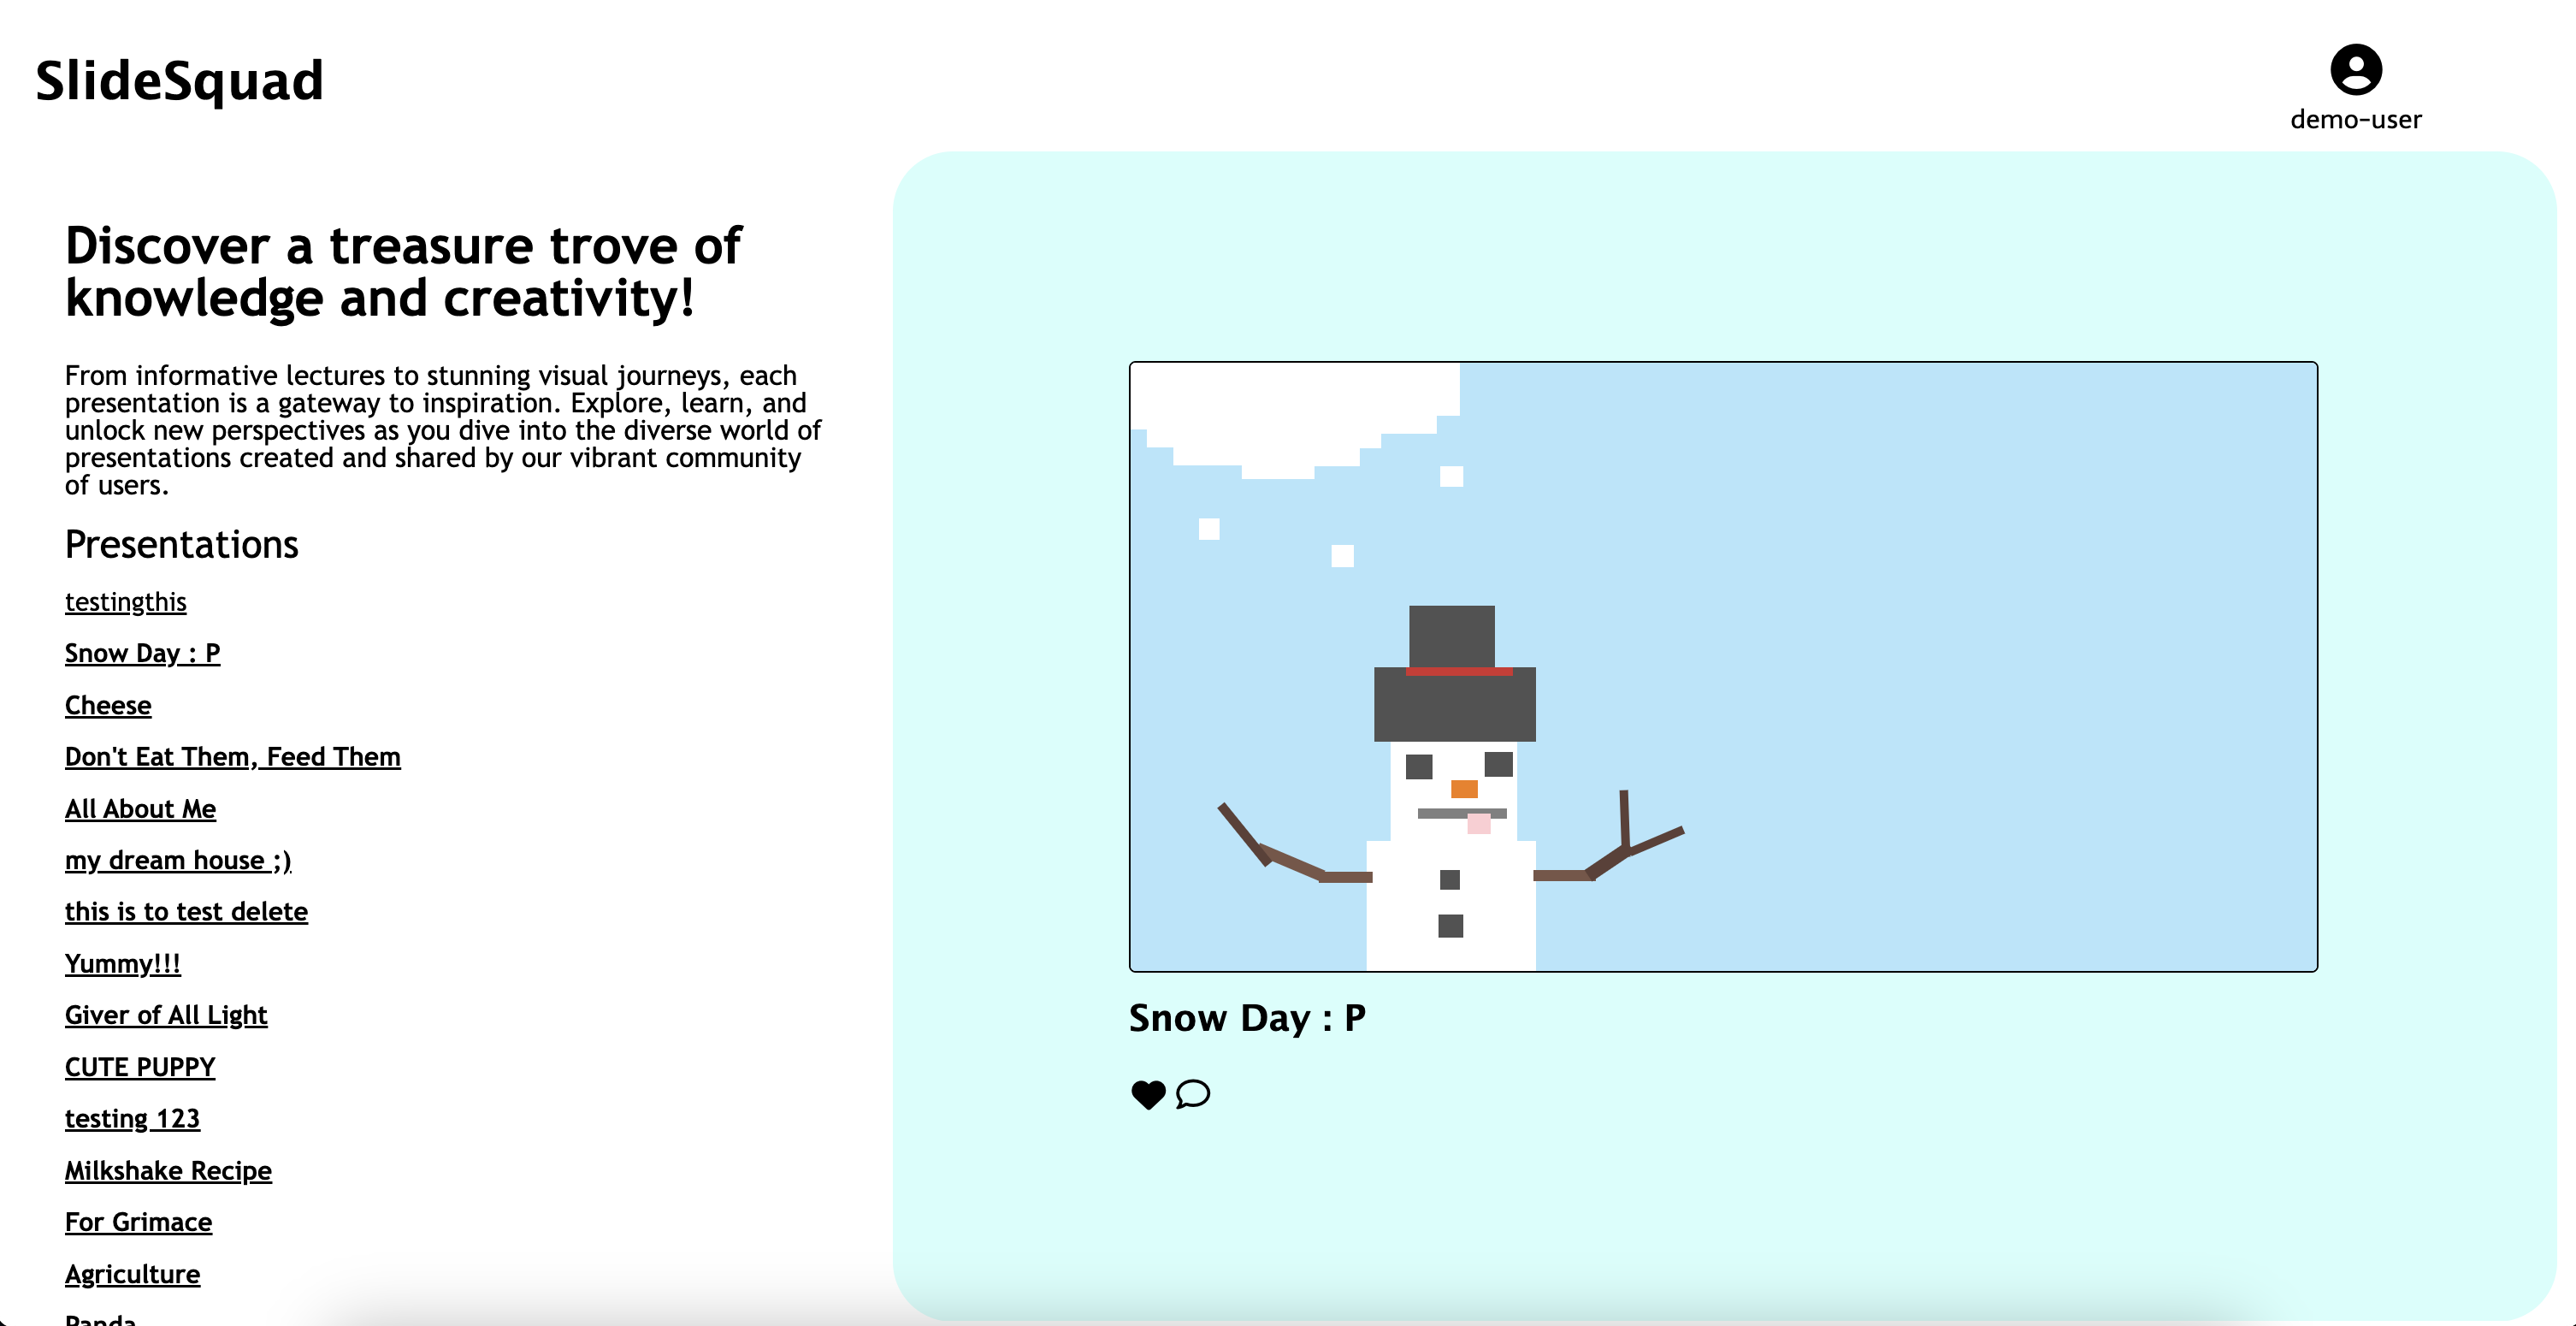 SlideSquad
demo-user
Discover a treasure trove of
knowledge and creativity!
From informative lectures to stunning visual journeys, each
presentation is a gateway to inspiration. Explore, learn, and
unlock new perspectives as you dive into the diverse world of
presentations created and shared by our vibrant community
of users.
Presentations
testingthis
Snow Day : P
Cheese
Don't Eat Them, Feed Them
All About Me
my dream house ;)
this is to test delete
Yummy!!!
Giver of All Light
CUTE PUPPY
testing 123
Milkshake Recipe
For Grimace
Agriculture
Panda
Snow Day : P